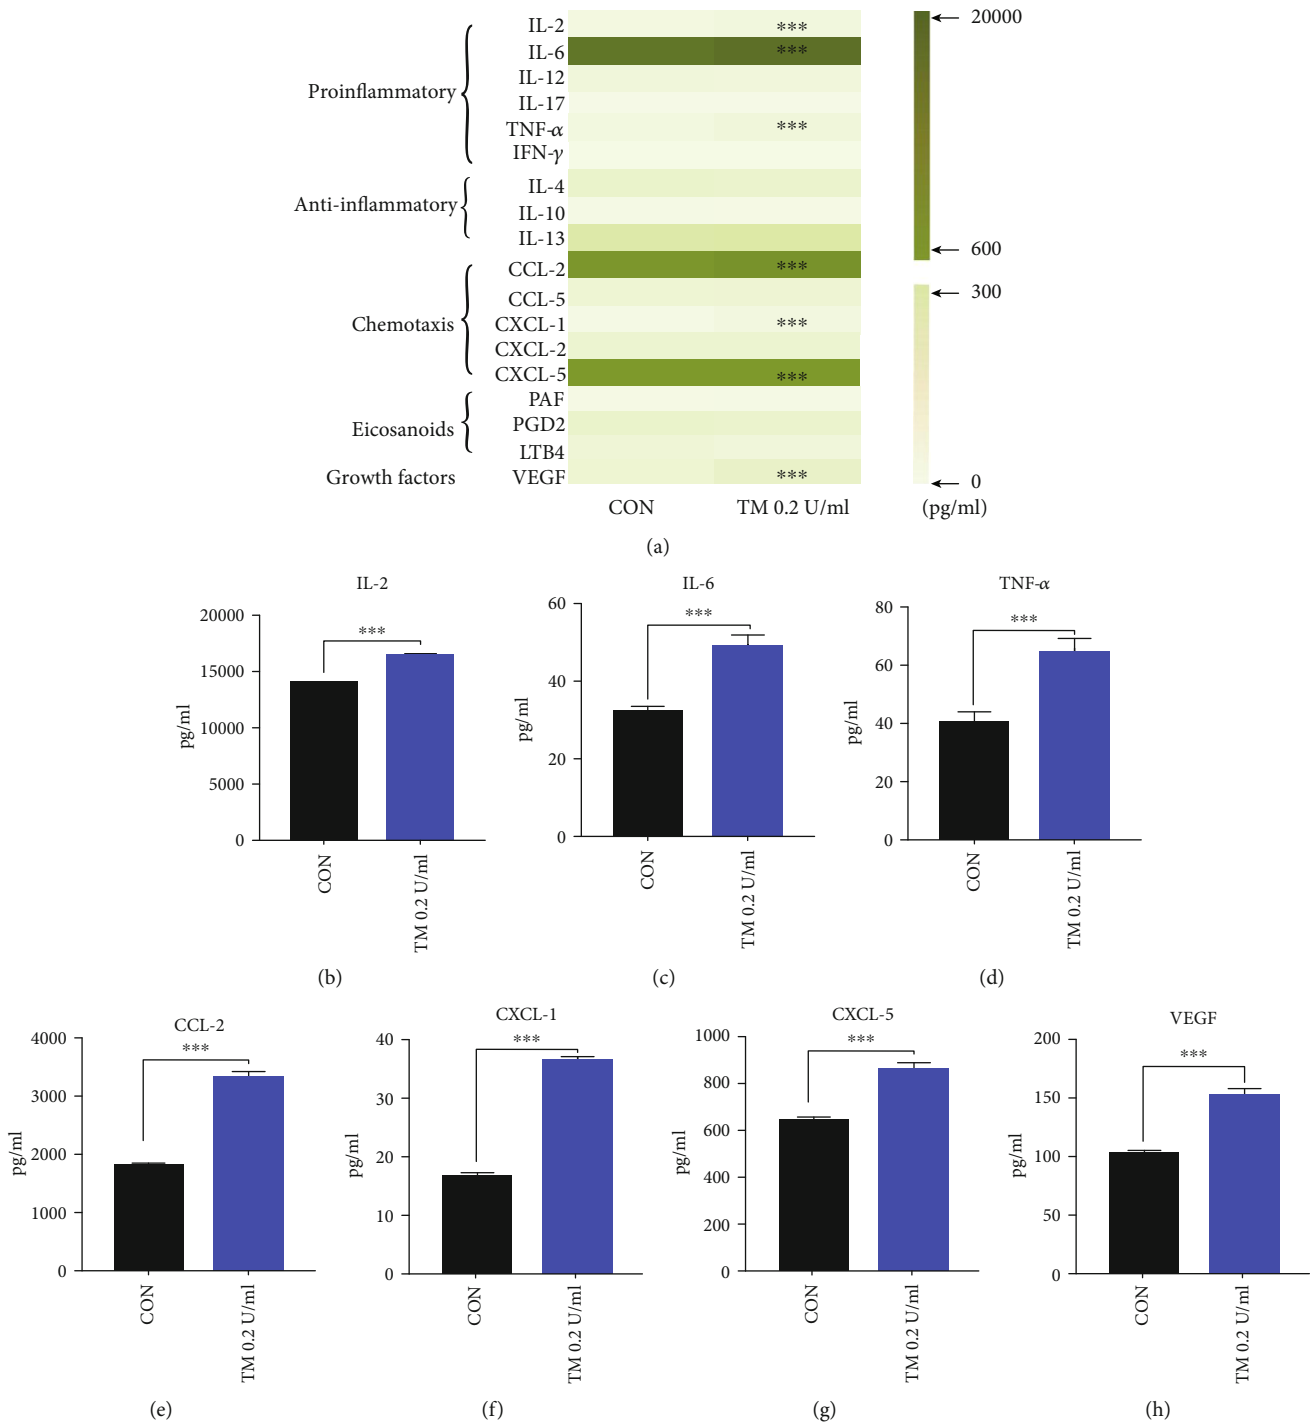 Proinflammatory
IL-2
IL-6
IL-12
IL-17
TNF-α
IFN-γ
Anti-inflammatory
IL-4
IL-10
IL-13
Chemotaxis
CCL-2
CCL-5
CXCL-1
CXCL-2
CXCL-5
Eicosanoids
PAF
PGD2
LTB4
Growth factors
VEGF
***
***
***
***
***
***
***
CON
TM 0.2 U/ml
20000
600
300
0
(pg/ml)
(a)
IL-2
pg/ml
20000
15000
10000
5000
0
***
CON
TM 0.2 U/ml
(b)
IL-6
pg/ml
60
40
20
0
***
CON
TM 0.2 U/ml
(c)
TNF-α
pg/ml
80
60
40
20
0
***
CON
TM 0.2 U/ml
(d)
CCL-2
pg/ml
4000
3000
2000
1000
0
***
CON
TM 0.2 U/ml
(e)
CXCL-1
pg/ml
40
30
20
10
0
***
CON
TM 0.2 U/ml
(f)
CXCL-5
pg/ml
1000
800
600
400
200
0
***
CON
TM 0.2 U/ml
(g)
VEGF
pg/ml
200
150
100
50
0
***
CON
TM 0.2 U/ml
(h)